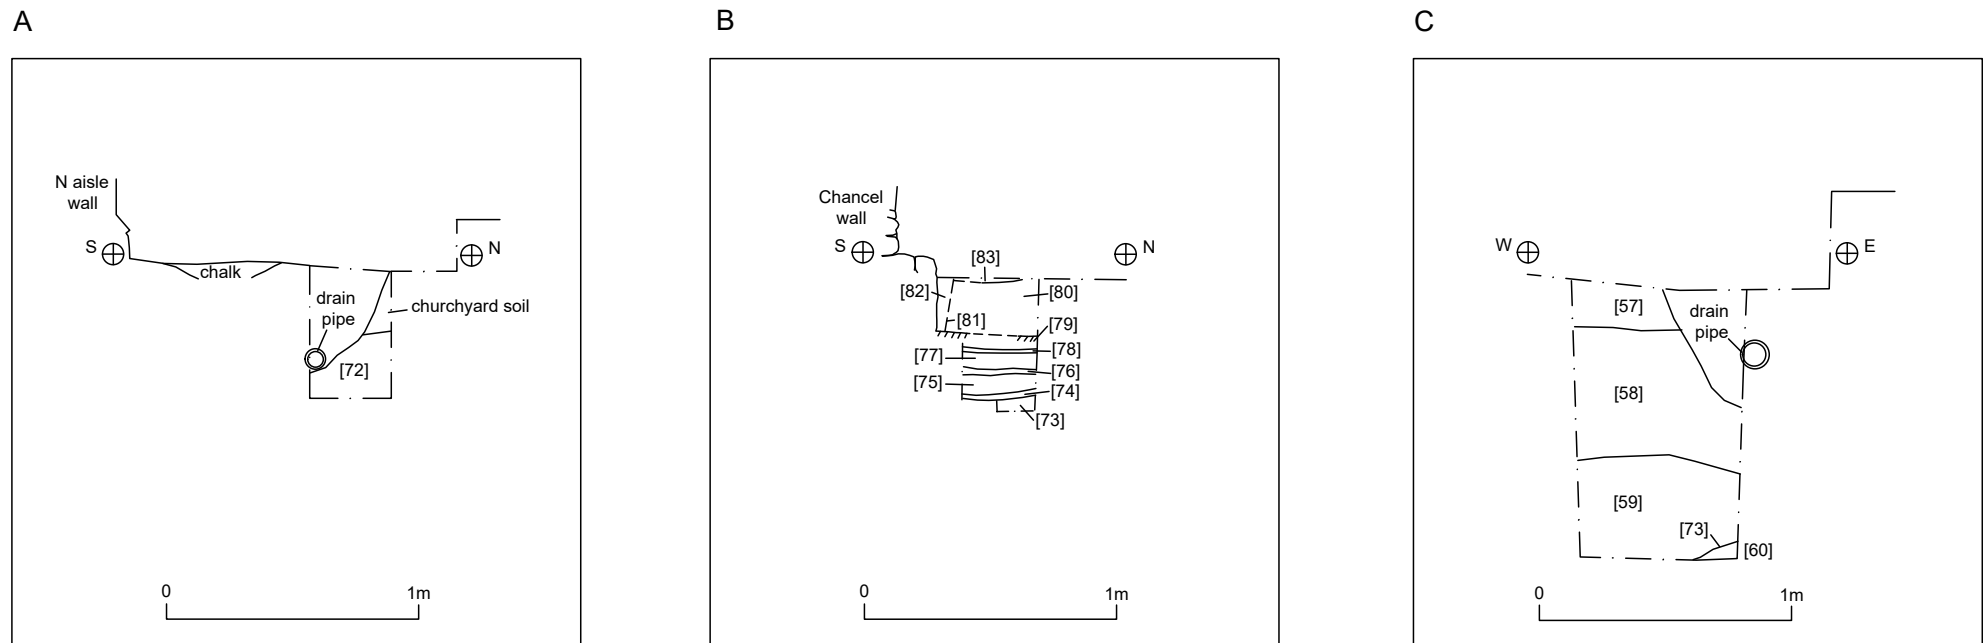 A
N aisle
wall
S
N
chalk
drain
pipe
churchyard soil
[72]
0
1m
B
Chancel
wall
S
N
[83]
[82]
[80]
[81]
[79]
[77]
[78]
[76]
[75]
[74]
[73]
0
1m
C
W
E
[57]
drain
pipe
[58]
[59]
[73]
[60]
0
1m